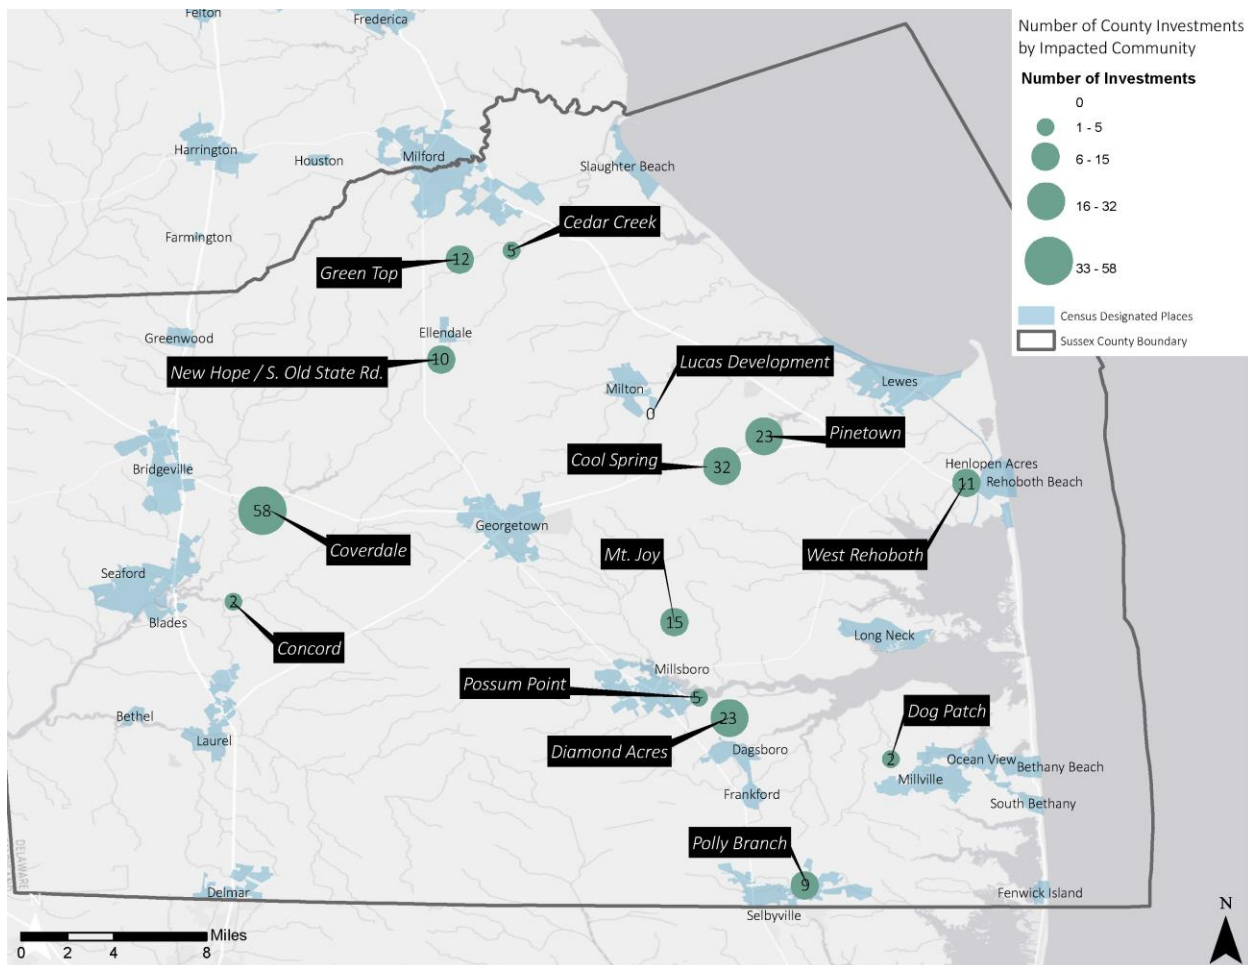 Felton
Frederica
Number of County Investments
by Impacted Community
Number of Investments
0
1 - 5
6 - 15
16 - 32
33 - 58
Census Designated Places
Sussex County Boundary
Harrington
Houston
Milford
Slaughter Beach
Farmington
Cedar Creek
5
12
Green Top
Greenwood
Ellendale
10
New Hope / S. Old State Rd.
Lucas Development
Milton
0
Lewes
23
Pinetown
Cool Spring
32
Bridgeville
Henlopen Acres
Rehoboth Beach
11
58
Georgetown
Coverdale
Mt. Joy
West Rehoboth
Seaford
2
Blades
15
Concord
Long Neck
Millsboro
Possum Point
5
Bethel
Laurel
23
Dog Patch
Diamond Acres
Dagsboro
2
Ocean View
Bethany Beach
Millville
Frankford
South Bethany
Polly Branch
DELAWARE
9
Delmar
Selbyville
Fenwick Island
N
N
Miles
0 2 4 8